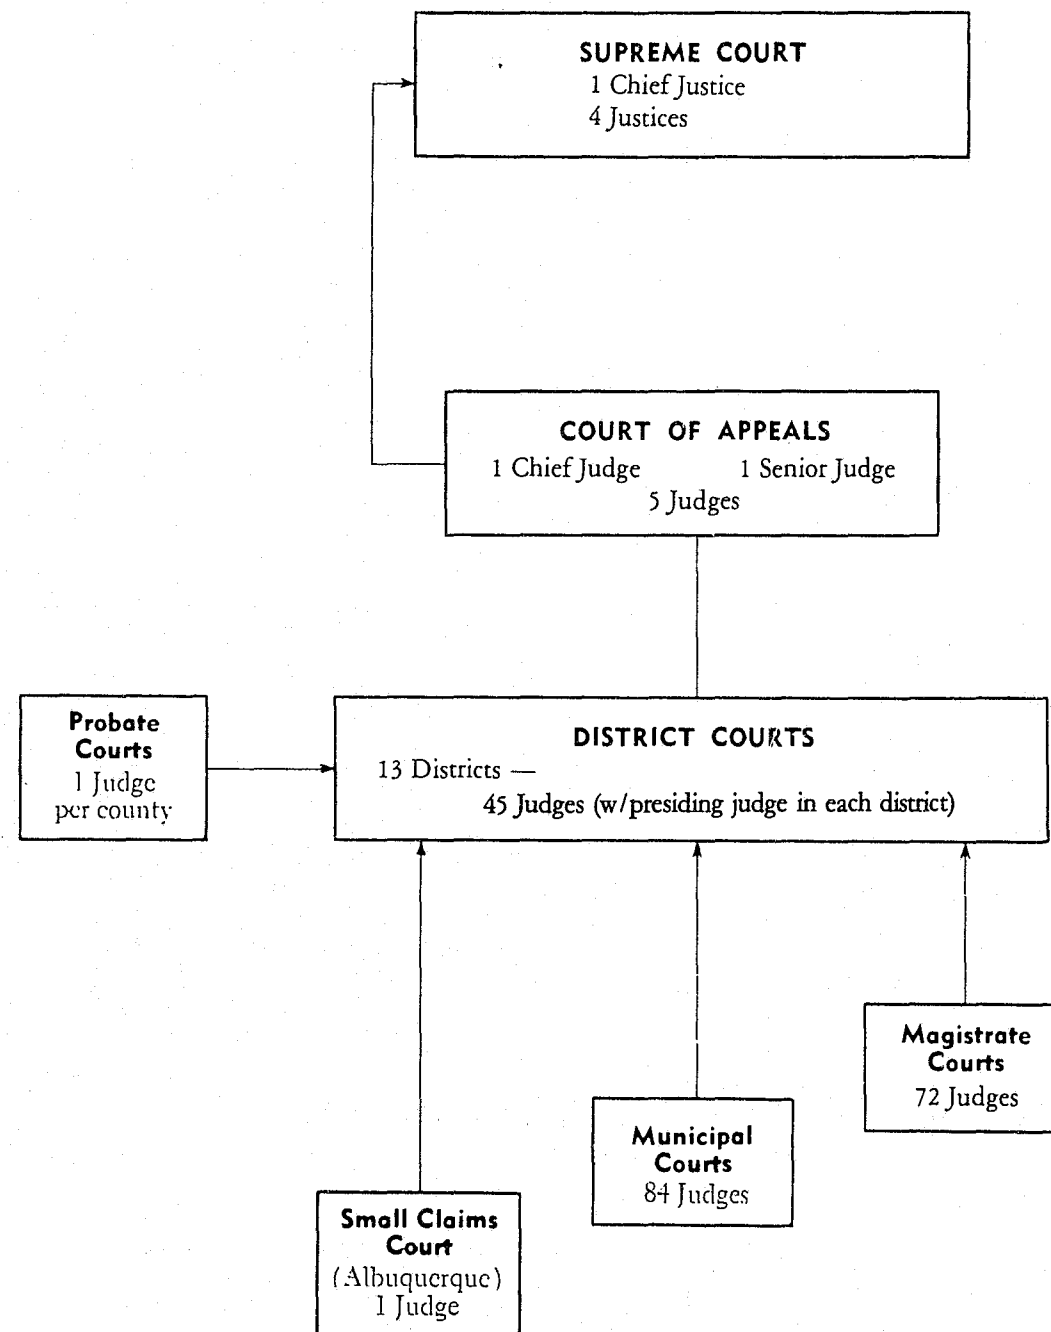 SUPREME COURT
1 Chief Justice
4 Justices
COURT OF APPEALS
1 Chief Judge 1 Senior Judge
5 Judges
Probate
Courts
1 Judge
per county
DISTRICT COURTS
13 Districts —
45 Judges (w/presiding judge in each district)
Magistrate
Courts
72 Judges
Municipal
Courts
84 Judges
Small Claims
Court
(Albuquerque)
1 Judge